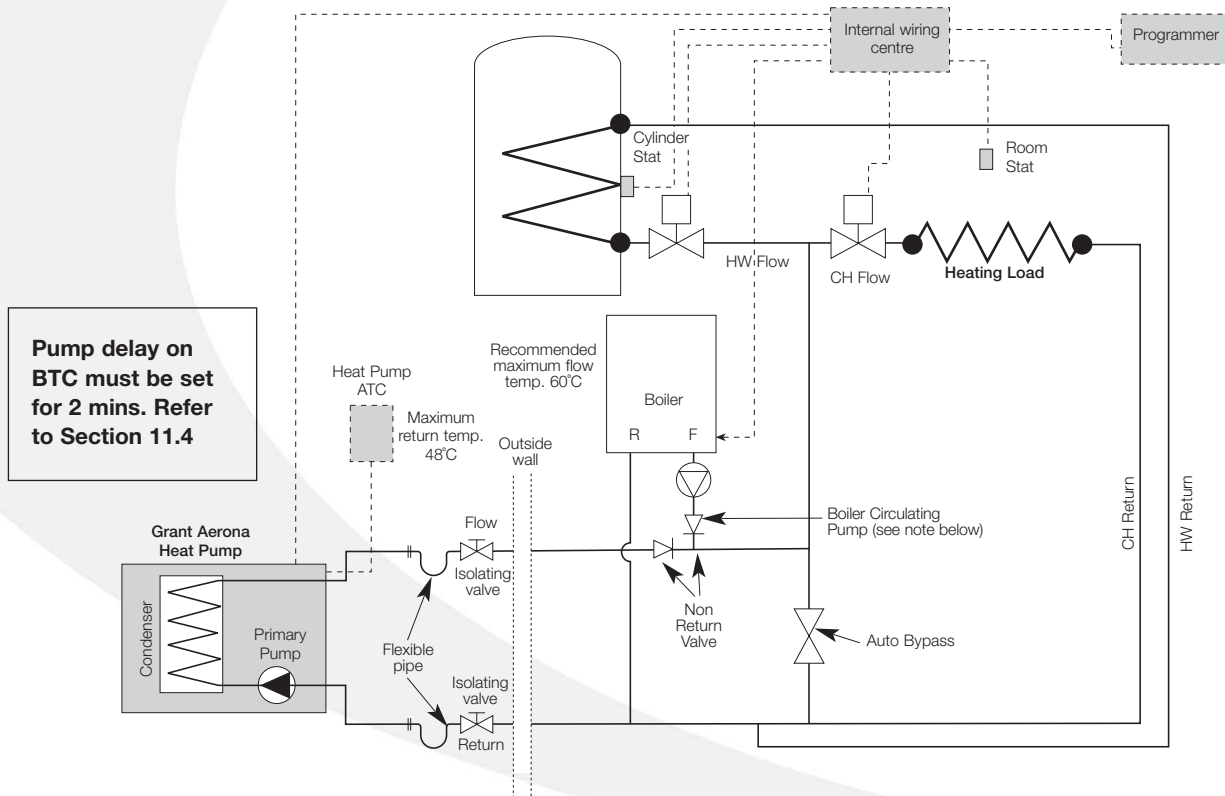 Internal wiring
centre
Programmer
Cylinder
Stat
Room
Stat
HW Flow
CH Flow
Heating Load
Pump delay on
BTC must be set
for 2 mins. Refer
to Section 11.4
Heat Pump
ATC
Maximum
return temp.
48˚C
Recommended
maximum flow
temp. 60˚C
Boiler
R
F
Outside
wall
Boiler Circulating
Pump (see note below)
CH Return
HW Return
Grant Aerona
Heat Pump
Flow
Isolating
valve
Non
Return
Valve
Auto Bypass
Condenser
Primary
Pump
Flexible
pipe
Isolating
valve
Return